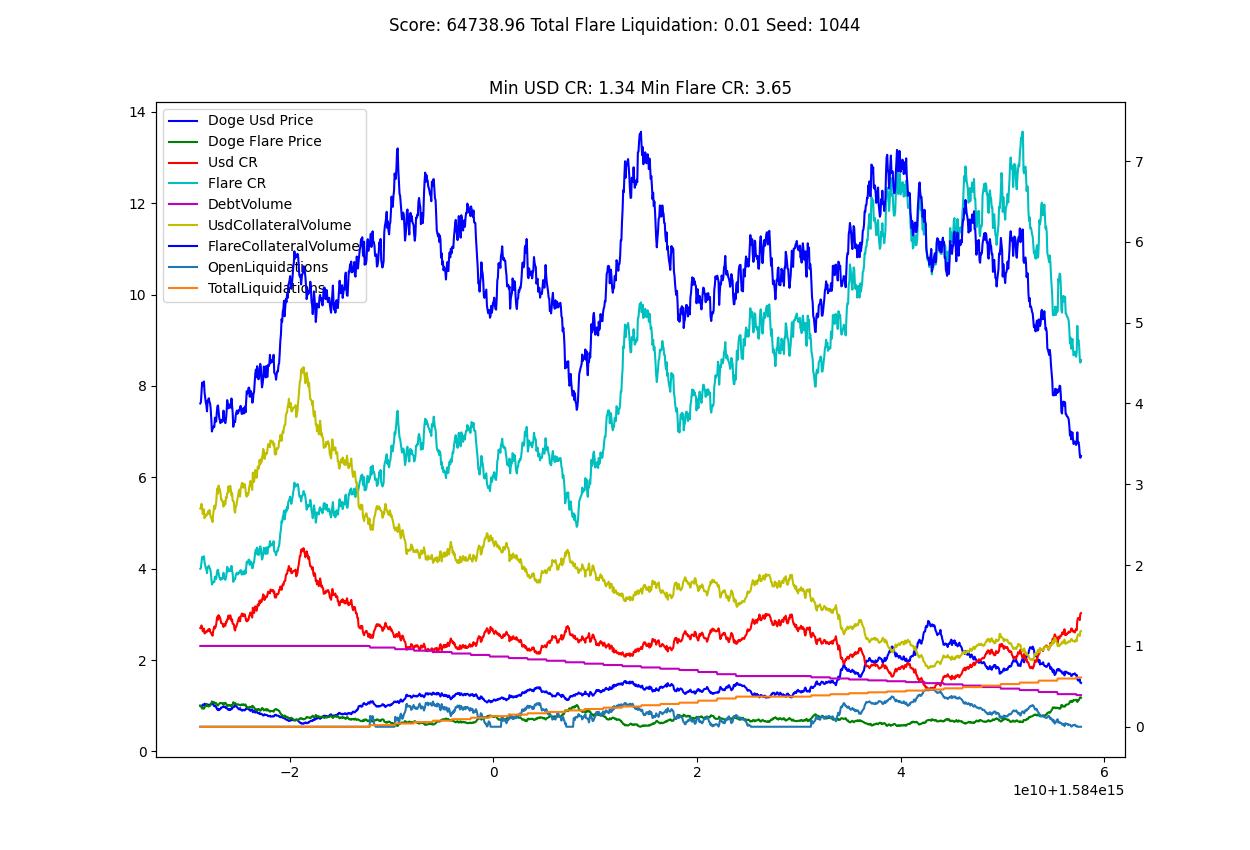 Score: 64738.96 Total Flare Liquidation: 0.01 Seed: 1044
Min USD CR: 1.34 Min Flare CR: 3.65
Doge Usd Price
Doge Flare Price
Usd CR
Flare CR
DebtVolume
UsdCollateralVolume
FlareCollateralVolume
OpenLiquidations
TotalLiquidations
14
12
10
8
6
4
2
0
7
6
5
4
3
2
1
0
−2
0
2
4
6
1e10+1.584e15